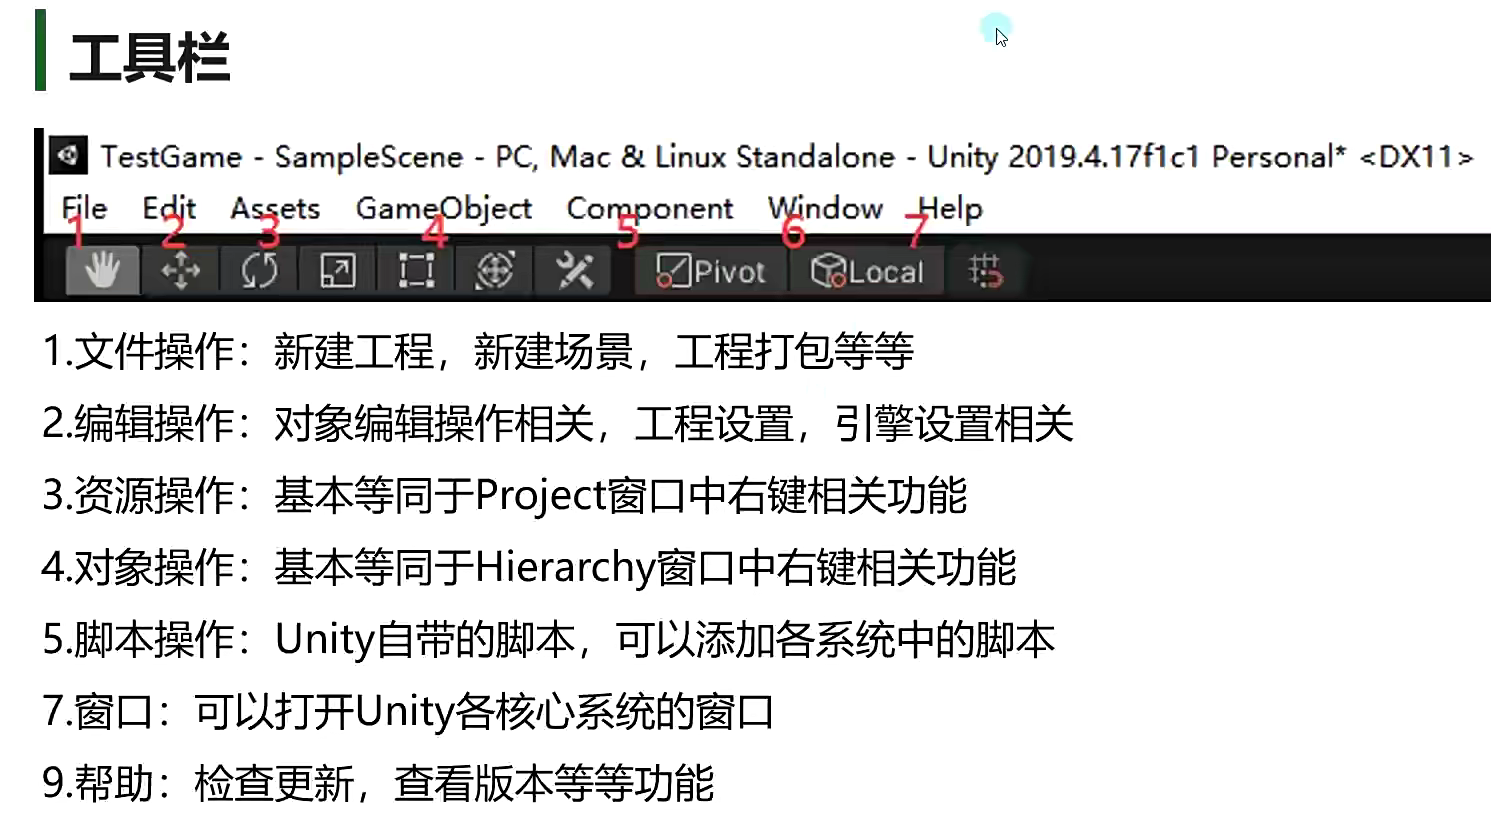 工具栏
TestGame - SampleScene - PC, Mac & Linux Standalone - Unity 2019.4.17f1c1 Personal* <DX11>
File Edit Assets GameObject Component Window Help
1 2 3 4 5 6 7
Pivot Local
1.文件操作：新建工程，新建场景，工程打包等等
2.编辑操作：对象编辑操作相关，工程设置，引擎设置相关
3.资源操作：基本等同于Project窗口中右键相关功能
4.对象操作：基本等同于Hierarchy窗口中右键相关功能
5.脚本操作：Unity自带的脚本，可以添加各系统中的脚本
7.窗口：可以打开Unity各核心系统的窗口
9.帮助：检查更新，查看版本等等功能